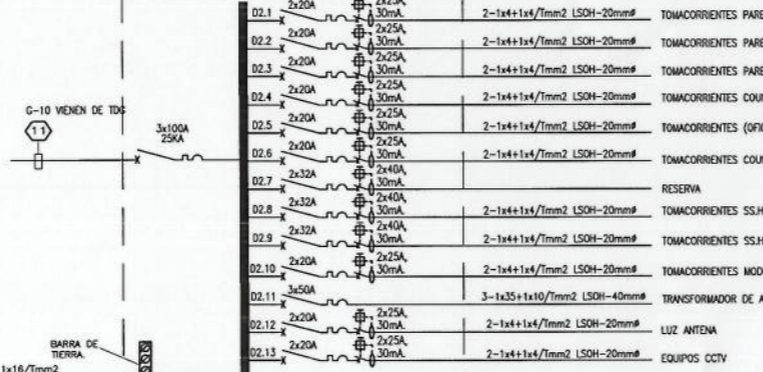 D2.1 2x20A 2x25A, 30mA. 2-1x4+1x4/Tmm2 LSOH-20mmø TOMACORRIENTES PARE
D2.2 2x20A 2x25A, 30mA. 2-1x4+1x4/Tmm2 LSOH-20mmø TOMACORRIENTES PARE
D2.3 2x20A 2x25A, 30mA. 2-1x4+1x4/Tmm2 LSOH-20mmø TOMACORRIENTES PARE
D2.4 2x20A 2x25A, 30mA. 2-1x4+1x4/Tmm2 LSOH-20mmø TOMACORRIENTES COUN
G-10 VIENEN DE TDG
11
3x100A
25KA
D2.5 2x20A 2x25A, 30mA. 2-1x4+1x4/Tmm2 LSOH-20mmø TOMACORRIENTES (OFIC
D2.6 2x20A 2x25A, 30mA. 2-1x4+1x4/Tmm2 LSOH-20mmø TOMACORRIENTES COUN
D2.7 2x32A 2x40A, 30mA. RESERVA
D2.8 2x32A 2x40A, 30mA. 2-1x4+1x4/Tmm2 LSOH-20mmø TOMACORRIENTES SS.H
D2.9 2x32A 2x40A, 30mA. 2-1x4+1x4/Tmm2 LSOH-20mmø TOMACORRIENTES SS.H
D2.10 2x20A 2x25A, 30mA. 2-1x4+1x4/Tmm2 LSOH-20mmø TOMACORRIENTES MOD
D2.11 3x50A 3-1x35+1x10/Tmm2 LSOH-40mmø TRANSFORMADOR DE A
D2.12 2x20A 2x25A, 30mA. 2-1x4+1x4/Tmm2 LSOH-20mmø LUZ ANTENA
D2.13 2x20A 2x25A, 30mA. 2-1x4+1x4/Tmm2 LSOH-20mmø EQUIPOS CCTV
BARRA DE
TIERRA.
1x16/Tmm2